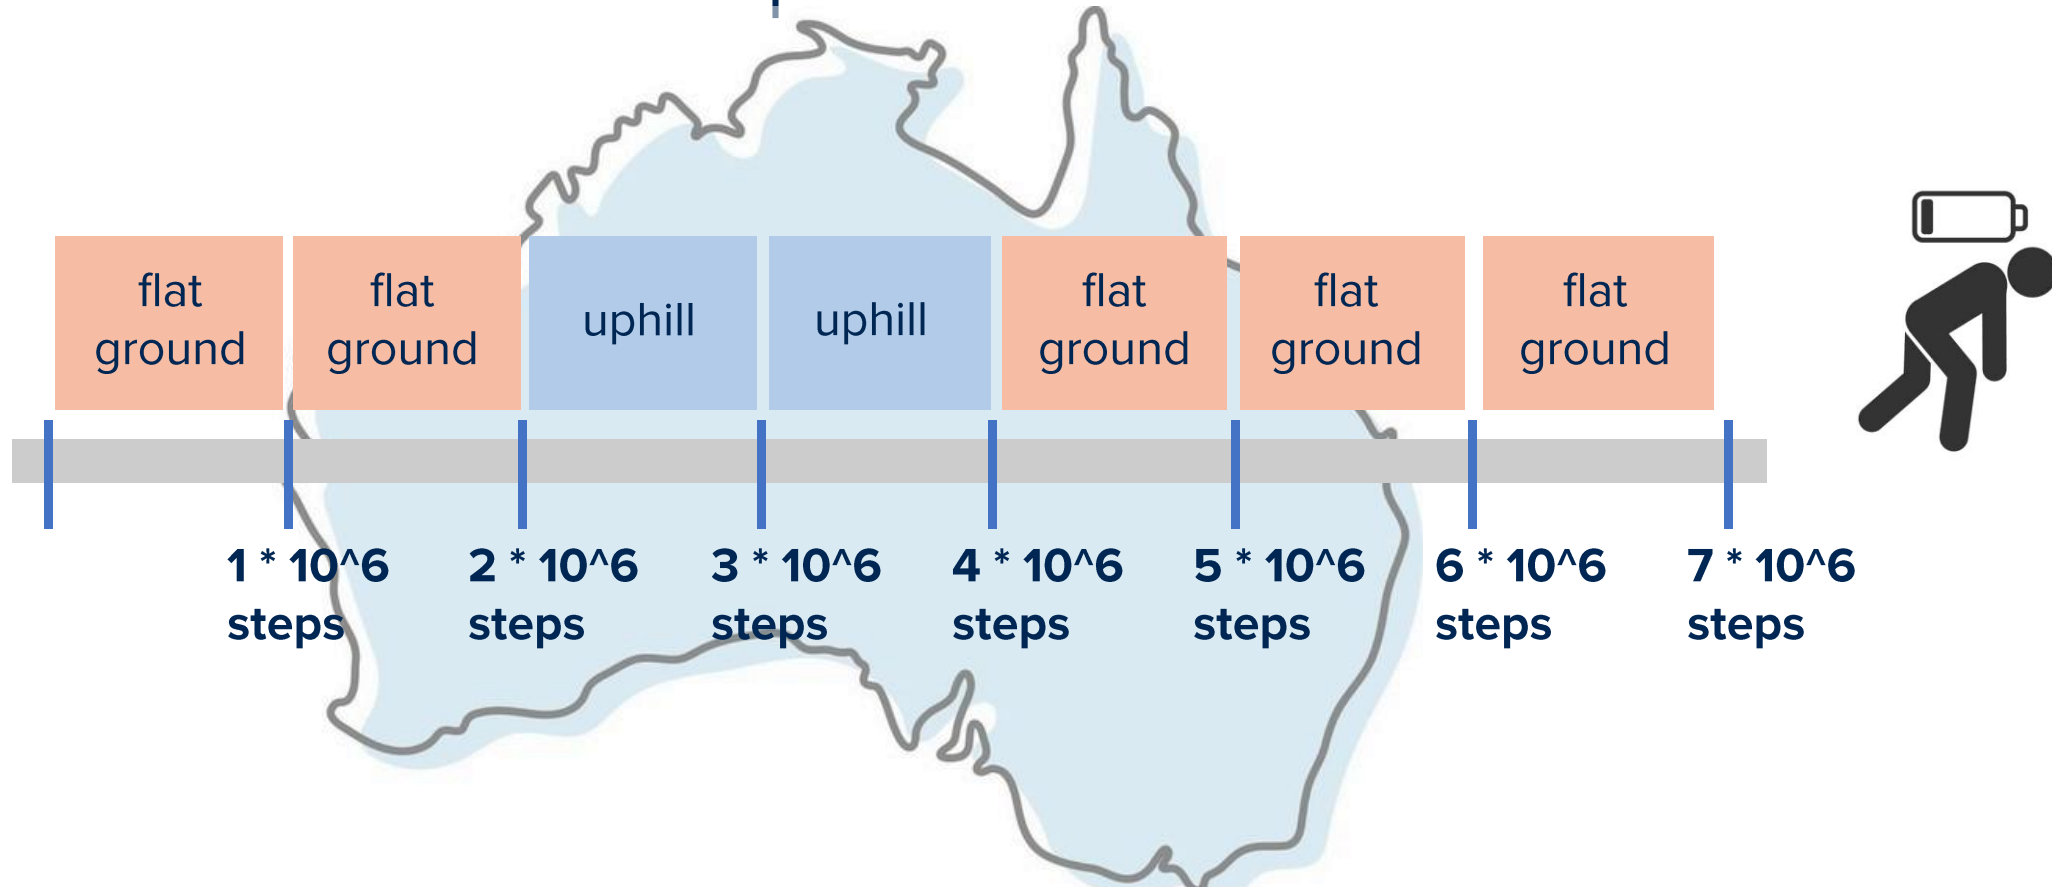 flat
ground
flat
ground
uphill
uphill
flat
ground
flat
ground
flat
ground
1 * 10^6
steps
2 * 10^6
steps
3 * 10^6
steps
4 * 10^6
steps
5 * 10^6
steps
6 * 10^6
steps
7 * 10^6
steps